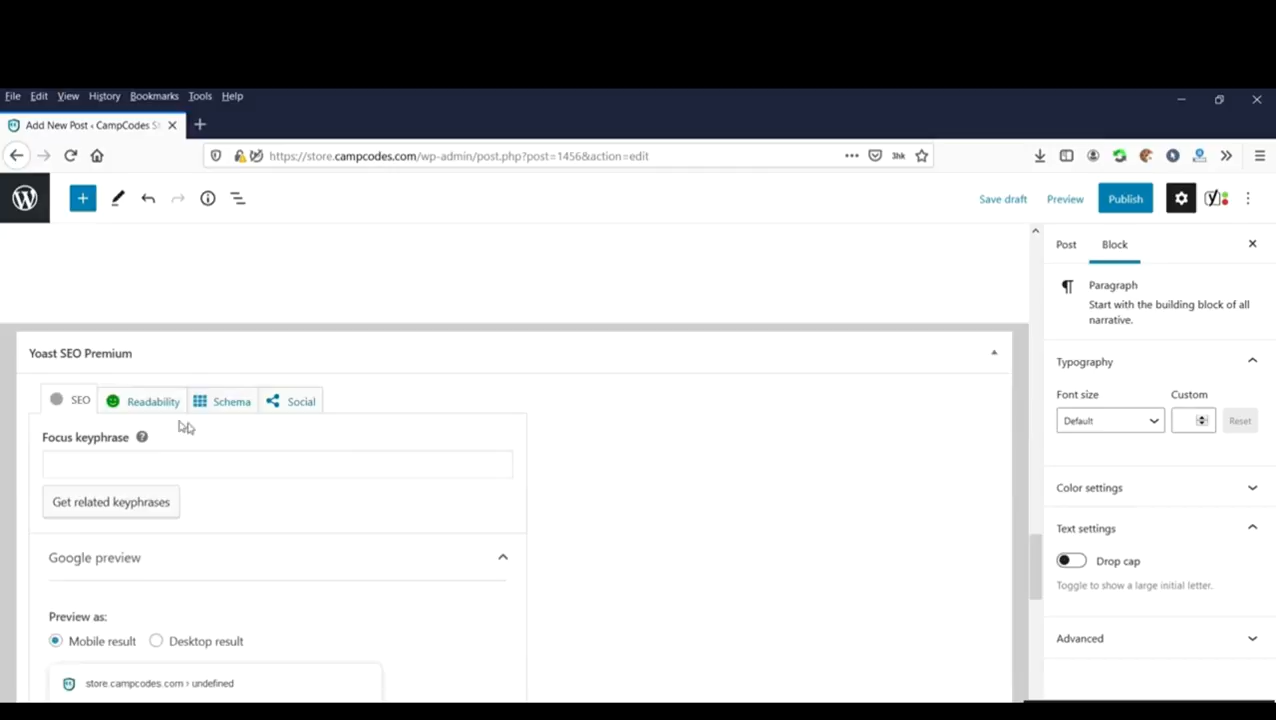 File Edit View History Bookmarks Tools Help
Add New Post ‹ CampCodes S
https://store.campcodes.com/wp-admin/post.php?post=1456&action=edit
Save draft Preview Publish
Post Block
Paragraph
Start with the building block of all
narrative.
Yoast SEO Premium
Typography
SEO Readability Schema Social
Font size Custom
Default Reset
Focus keyphrase
Get related keyphrases
Color settings
Text settings
Google preview
Drop cap
Toggle to show a large initial letter.
Preview as:
Mobile result Desktop result
Advanced
store.campcodes.com › undefined